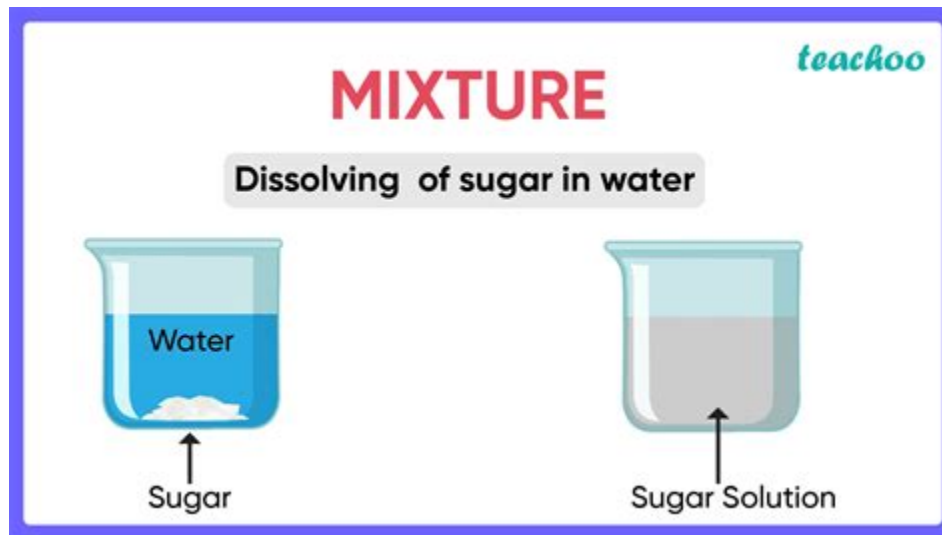 teachoo
MIXTURE
Dissolving of sugar in water
Water
Sugar
Sugar Solution